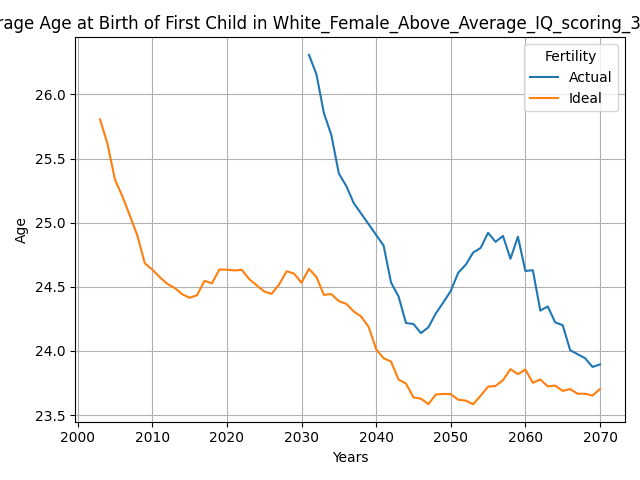 rage Age at Birth of First Child in White_Female_Above_Average_IQ_scoring_3
Fertility
Actual
Ideal
Age
26.0
25.5
25.0
24.5
24.0
23.5
2000 2010 2020 2030 2040 2050 2060 2070
Years